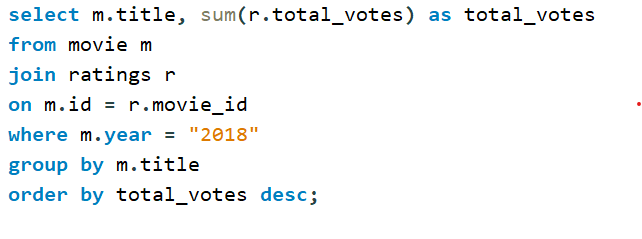 select m.title, sum(r.total_votes) as total_votes
from movie m
join ratings r
on m.id = r.movie_id
where m.year = "2018"
group by m.title
order by total_votes desc;